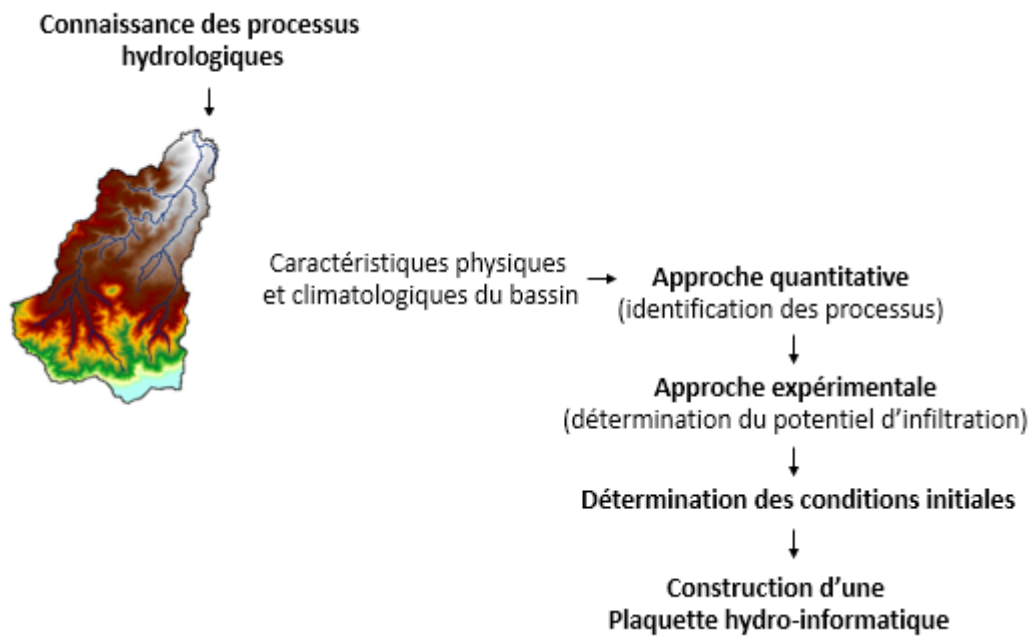 Connaissance des processus
hydrologiques
Caractéristiques physiques
et climatologiques du bassin
Approche quantitative
(identification des processus)
Approche expérimentale
(détermination du potentiel d'infiltration)
Détermination des conditions initiales
Construction d'une
Plaquette hydro-informatique